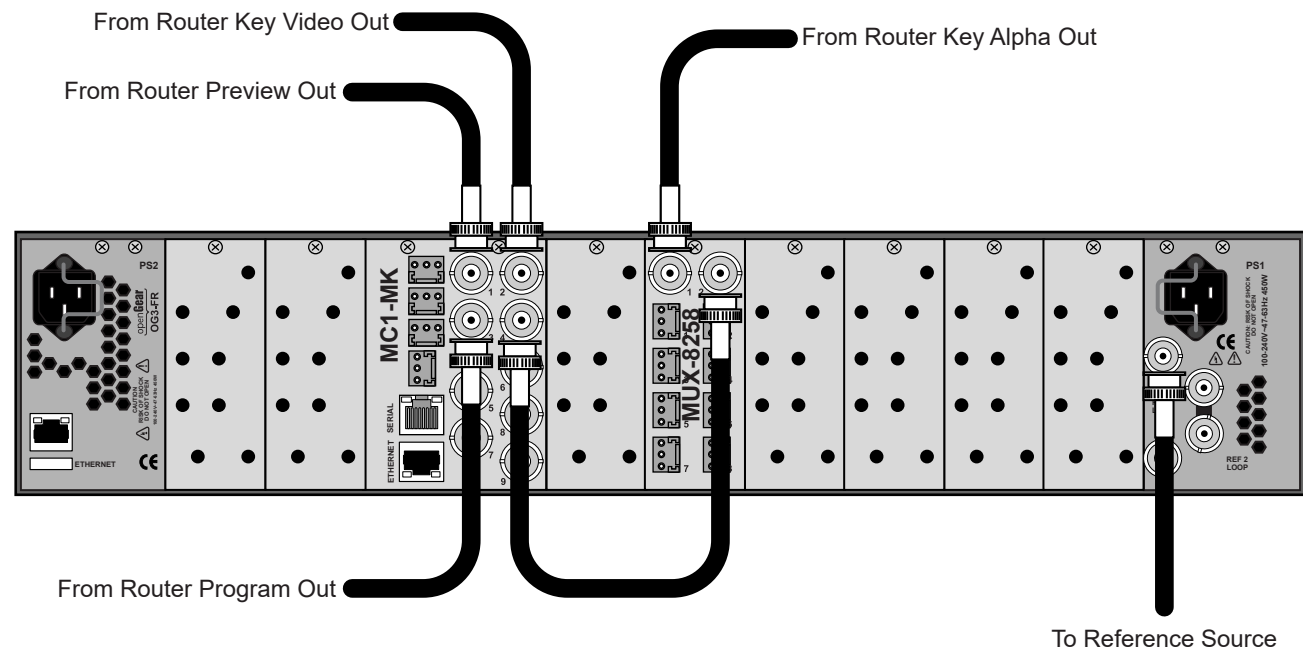 From Router Key Video Out
From Router Key Alpha Out
From Router Preview Out
PS2
openGear
OG3-FR
CAUTION
RISK OF SHOCK
DO NOT OPEN
ETHERNET
CE
MC1-MK
SERIAL
ETHERNET
1
2
5
6
7
8
9
MUX-8258
1
2
5
7
PS1
CAUTION: RISK OF SHOCK
DO NOT OPEN
100-240V~47-63Hz 450W
CE
REF 2
LOOP
From Router Program Out
To Reference Source